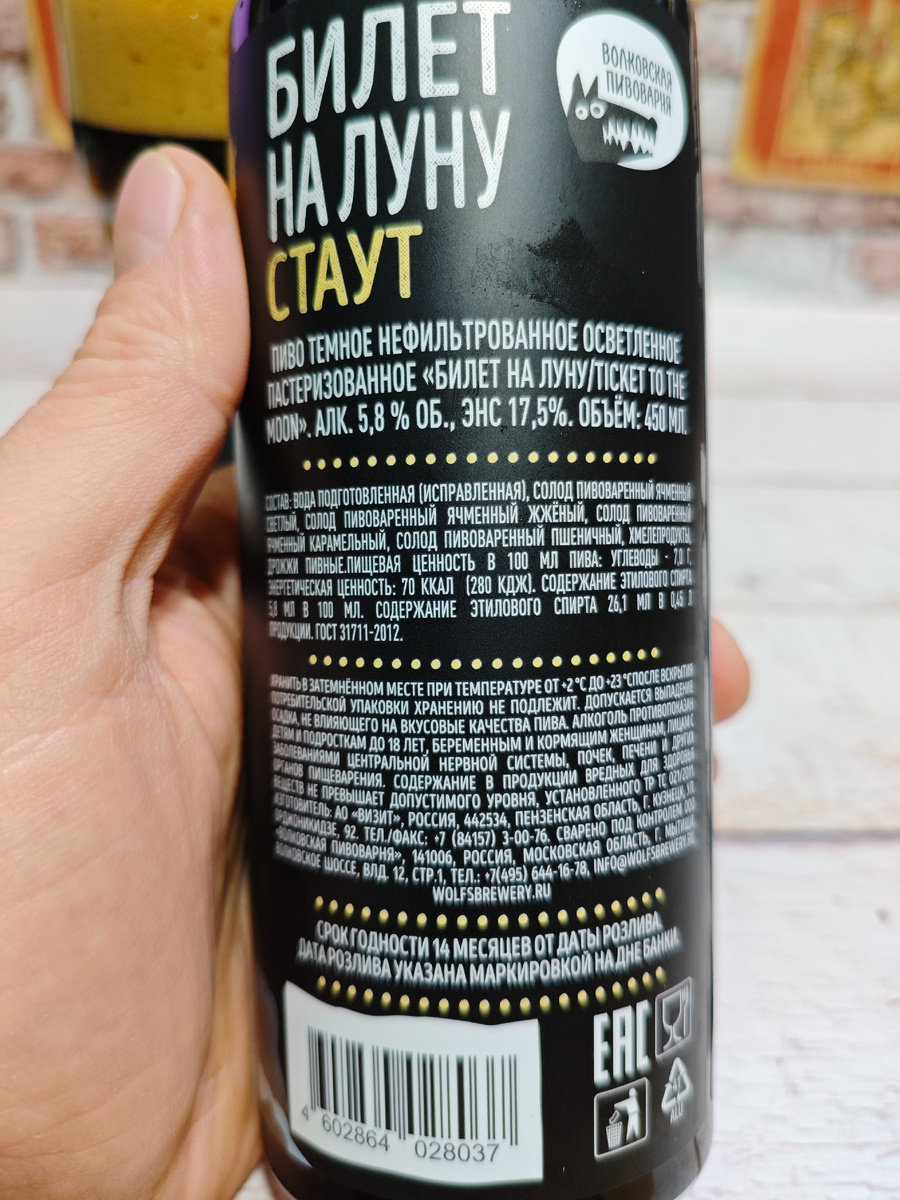 БИЛЕТ
НА ЛУНУ
СТАУТ
ВОЛКОВСКАЯ
ПИВОВАРНЯ
ПИВО ТЕМНОЕ НЕФИЛЬТРОВАННОЕ ОСВЕТЛЕННОЕ
ПАСТЕРИЗОВАННОЕ «БИЛЕТ НА ЛУНУ/TICKET TO THE
MOON». АЛК. 5,8 % ОБ., ЭНС 17,5%. ОБЪЁМ: 450 МЛ.
СОСТАВ: ВОДА ПОДГОТОВЛЕННАЯ (ИСПРАВЛЕННАЯ), СОЛОД ПИВОВАРЕННЫЙ ЯЧМЕННЫЙ
СВЕТЛЫЙ, СОЛОД ПИВОВАРЕННЫЙ ЯЧМЕННЫЙ ЖЖЁНЫЙ, СОЛОД ПИВОВАРЕННЫЙ
ЯЧМЕННЫЙ КАРАМЕЛЬНЫЙ, СОЛОД ПИВОВАРЕННЫЙ ПШЕНИЧНЫЙ, ХМЕЛЕПРОДУКТЫ,
ДРОЖЖИ ПИВНЫЕ.ПИЩЕВАЯ ЦЕННОСТЬ В 100 МЛ ПИВА: УГЛЕВОДЫ - 7,0 Г.
ЭНЕРГЕТИЧЕСКАЯ ЦЕННОСТЬ: 70 ККАЛ (280 КДЖ). СОДЕРЖАНИЕ ЭТИЛОВОГО СПИРТА
5,8 МЛ В 100 МЛ. СОДЕРЖАНИЕ ЭТИЛОВОГО СПИРТА 26,1 МЛ В 0,45 Л
ПРОДУКЦИИ. ГОСТ 31711-2012.
ХРАНИТЬ В ЗАТЕМНЁННОМ МЕСТЕ ПРИ ТЕМПЕРАТУРЕ ОТ +2 °С ДО +23 °СПОСЛЕ ВСКРЫТИЯ
ПОТРЕБИТЕЛЬСКОЙ УПАКОВКИ ХРАНЕНИЮ НЕ ПОДЛЕЖИТ. ДОПУСКАЕТСЯ ВЫПАДЕНИЕ
ОСАДКА, НЕ ВЛИЯЮЩЕГО НА ВКУСОВЫЕ КАЧЕСТВА ПИВА. АЛКОГОЛЬ ПРОТИВОПОКАЗАН
ДЕТЯМ И ПОДРОСТКАМ ДО 18 ЛЕТ, БЕРЕМЕННЫМ И КОРМЯЩИМ ЖЕНЩИНАМ, ЛИЦАМ С
ЗАБОЛЕВАНИЯМИ ЦЕНТРАЛЬНОЙ НЕРВНОЙ СИСТЕМЫ, ПОЧЕК, ПЕЧЕНИ И ДРУГИХ
ОРГАНОВ ПИЩЕВАРЕНИЯ. СОДЕРЖАНИЕ В ПРОДУКЦИИ ВРЕДНЫХ ДЛЯ ЗДОРОВЬЯ
ВЕЩЕСТВ НЕ ПРЕВЫШАЕТ ДОПУСТИМОГО УРОВНЯ, УСТАНОВЛЕННОГО ТР ТС 021/2011.
ИЗГОТОВИТЕЛЬ: АО «ВИЗИТ», РОССИЯ, 442534, ПЕНЗЕНСКАЯ ОБЛАСТЬ, Г. КУЗНЕЦК, УЛ.
ОРДЖОНИКИДЗЕ, 92. ТЕЛ./ФАКС: +7 (84157) 3-00-76. СВАРЕНО ПОД КОНТРОЛЕМ ООО
«ВОЛКОВСКАЯ ПИВОВАРНЯ», 141006, РОССИЯ, МОСКОВСКАЯ ОБЛАСТЬ, Г. МЫТИЩИ,
ВОЛКОВСКОЕ ШОССЕ, ВЛД. 12, СТР.1, ТЕЛ.: +7(495) 644-16-78, INFO@WOLFSBREWERY.RU
WOLFSBREWERY.RU
СРОК ГОДНОСТИ 14 МЕСЯЦЕВ ОТ ДАТЫ РОЗЛИВА.
ДАТА РОЗЛИВА УКАЗАНА МАРКИРОВКОЙ НА ДНЕ БАНКИ.
EAC
41
ALU
4 602864 028037